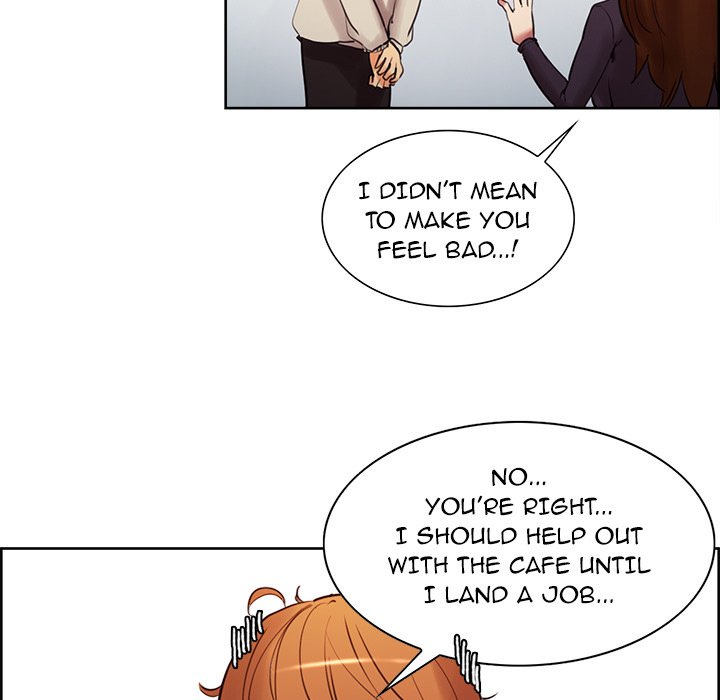 I DIDN'T MEAN
TO MAKE YOU
FEEL BAD...!
NO...
YOU'RE RIGHT...
I SHOULD HELP OUT
WITH THE CAFE UNTIL
I LAND A JOB...